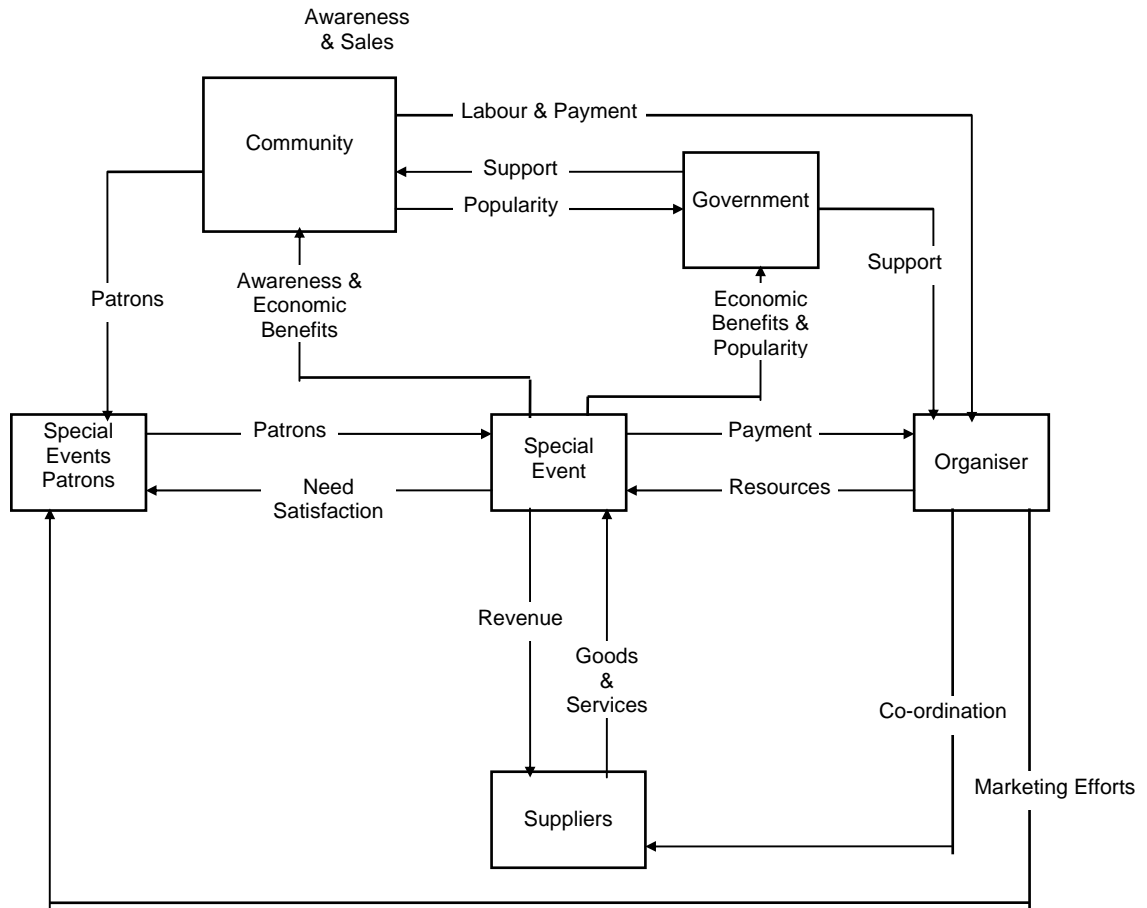 Awareness
& Sales
Labour & Payment
Community
Support
Government
Popularity
Support
Awareness &
Economic
Benefits
Patrons
Economic
Benefits &
Popularity
Special
Events
Patrons
Patrons
Special
Event
Payment
Organiser
Need
Satisfaction
Resources
Revenue
Goods
&
Services
Co-ordination
Marketing Efforts
Suppliers